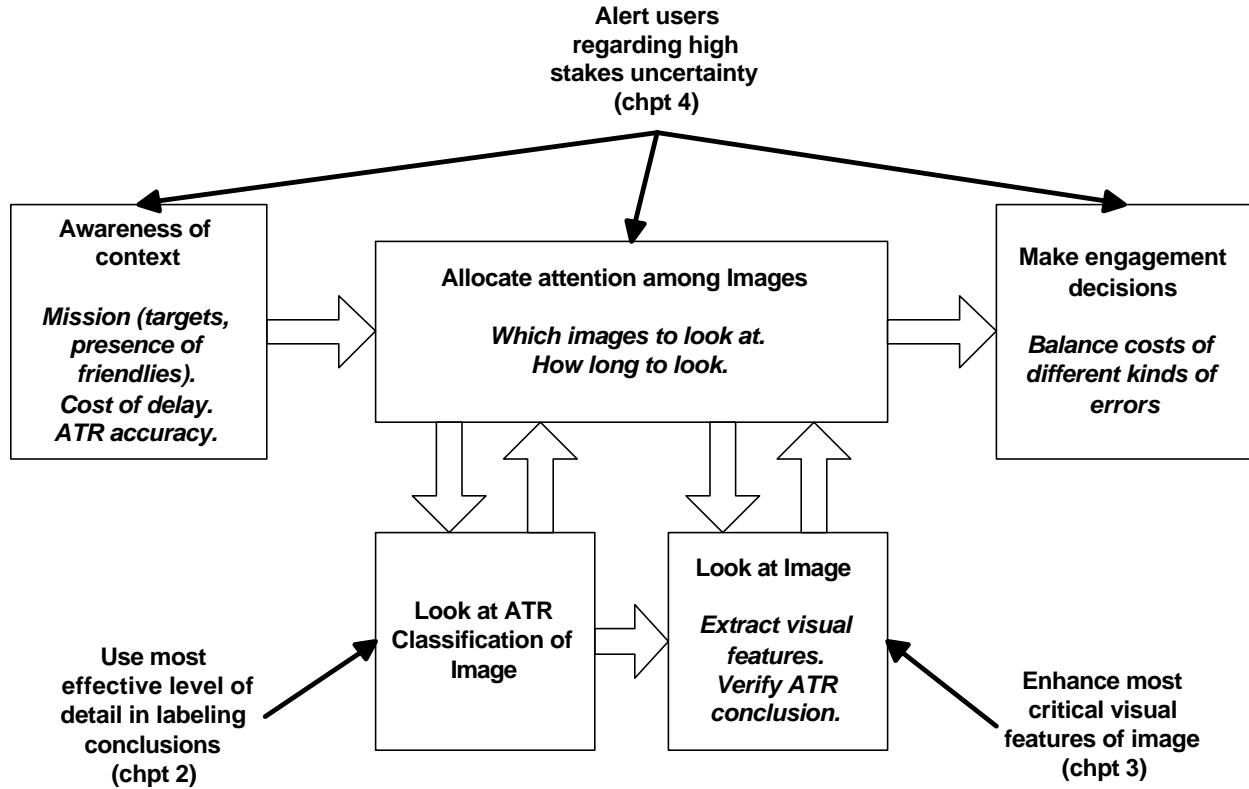 Alert users
regarding high
stakes uncertainty
(chpt 4)
Awareness of
context
Mission (targets,
presence of
friendlies).
Cost of delay.
ATR accuracy.
Allocate attention among Images
Which images to look at.
How long to look.
Make engagement
decisions
Balance costs of
different kinds of
errors
Look at ATR
Classification of
Image
Look at Image
Extract visual
features.
Verify ATR
conclusion.
Use most
effective level of
detail in labeling
conclusions
(chpt 2)
Enhance most
critical visual
features of image
(chpt 3)